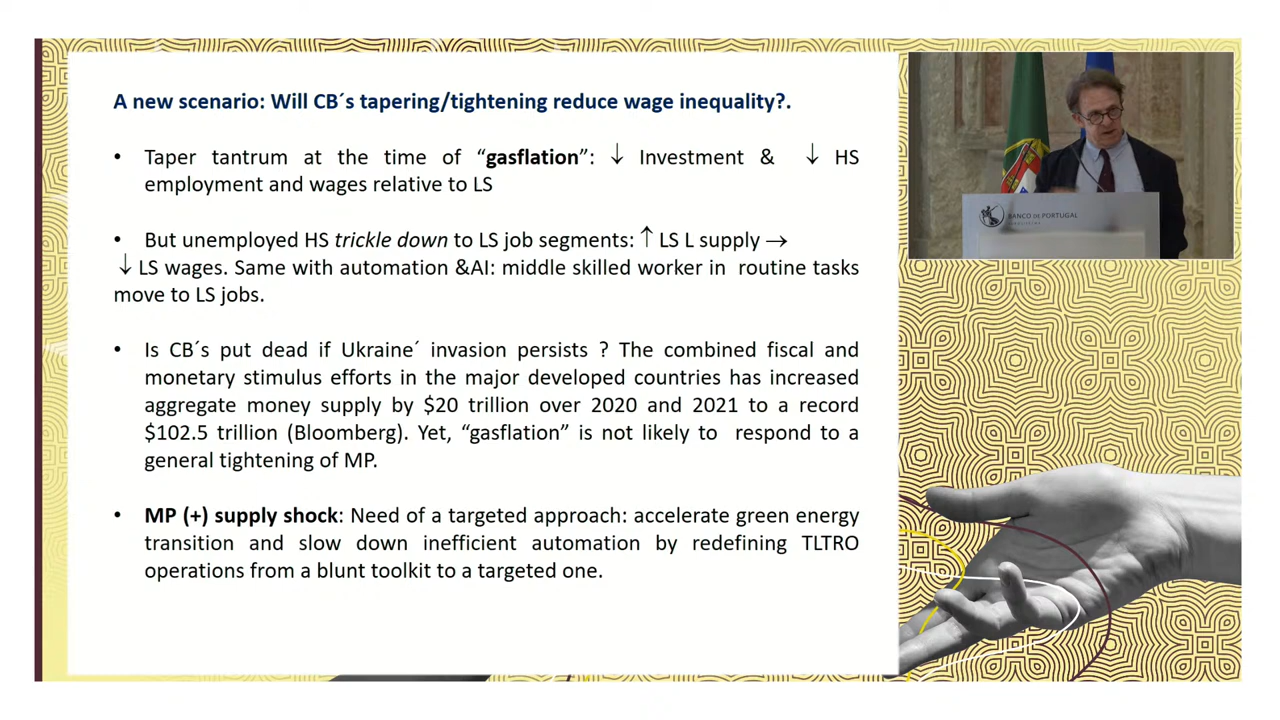 A new scenario: Will CB´s tapering/tightening reduce wage inequality?.
• Taper tantrum at the time of “gasflation”: ↓ Investment & ↓ HS
employment and wages relative to LS
• But unemployed HS trickle down to LS job segments: ↑ LS L supply →
↓ LS wages. Same with automation &AI: middle skilled worker in routine tasks
move to LS jobs.
• Is CB´s put dead if Ukraine´ invasion persists ? The combined fiscal and
monetary stimulus efforts in the major developed countries has increased
aggregate money supply by $20 trillion over 2020 and 2021 to a record
$102.5 trillion (Bloomberg). Yet, “gasflation” is not likely to respond to a
general tightening of MP.
• MP (+) supply shock: Need of a targeted approach: accelerate green energy
transition and slow down inefficient automation by redefining TLTRO
operations from a blunt toolkit to a targeted one.
BANCO DE PORTUGAL